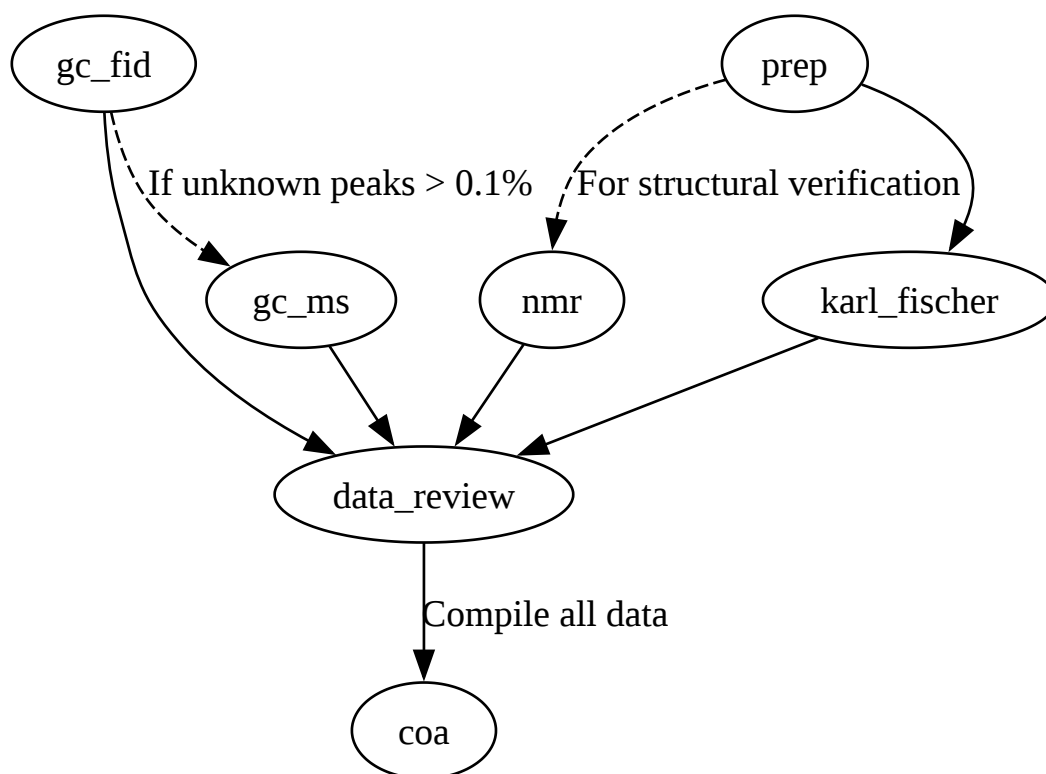 gc_fid
prep
If unknown peaks > 0.1%
For structural verification
gc_ms
nmr
karl_fischer
data_review
Compile all data
coa